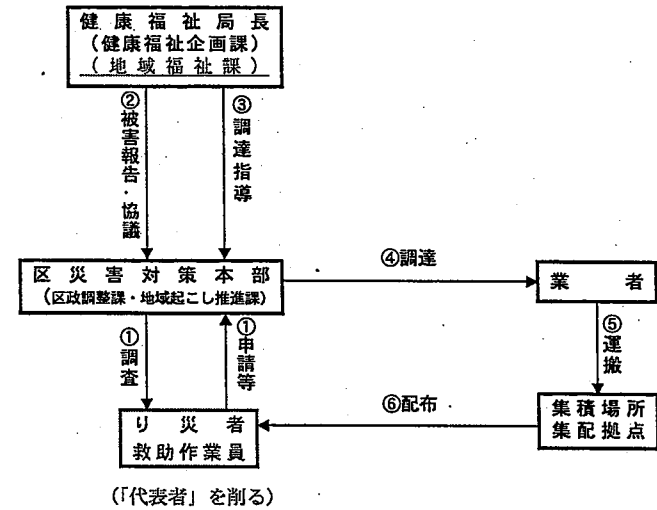 健康福祉局長
(健康福祉企画課)
(地域福祉課)
②被害報告・協議
③調達指導
区災害対策本部
(区政調整課・地域起こし推進課)
④調達
業者
①調査
①申請等
⑤運搬
⑥配布
り災者
救助作業員
集積場所
集配拠点
(「代表者」を削る)